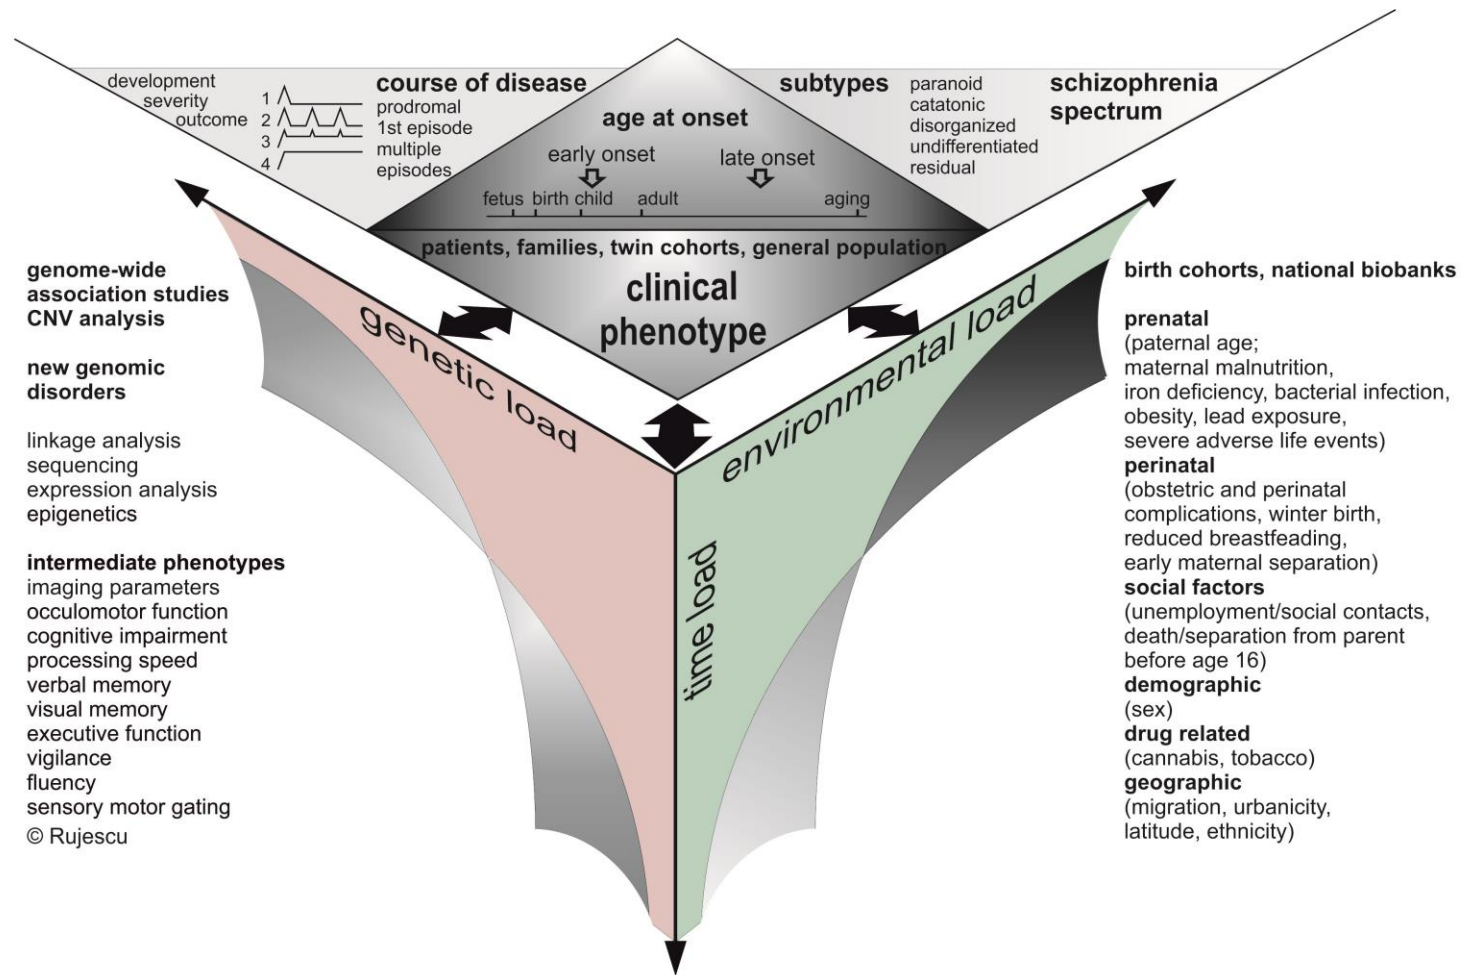 development
severity
outcome
1
2
3
4
course of disease
prodromal
1st episode
multiple
episodes
age at onset
early onset
late onset
fetus birth child adult aging
subtypes
paranoid
catatonic
disorganized
undifferentiated
residual
schizophrenia
spectrum
patients, families, twin cohorts, general population
clinical
phenotype
genetic load
environmental load
time load
genome-wide
association studies
CNV analysis
new genomic
disorders
linkage analysis
sequencing
expression analysis
epigenetics
intermediate phenotypes
imaging parameters
occulomotor function
cognitive impairment
processing speed
verbal memory
visual memory
executive function
vigilance
fluency
sensory motor gating
© Rujescu
birth cohorts, national biobanks
prenatal
(paternal age;
maternal malnutrition,
iron deficiency, bacterial infection,
obesity, lead exposure,
severe adverse life events)
perinatal
(obstetric and perinatal
complications, winter birth,
reduced breastfeeding,
early maternal separation)
social factors
(unemployment/social contacts,
death/separation from parent
before age 16)
demographic
(sex)
drug related
(cannabis, tobacco)
geographic
(migration, urbanicity,
latitude, ethnicity)